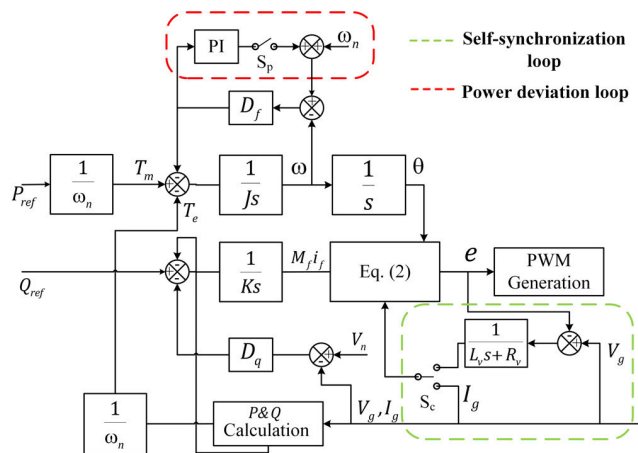 PI
S_p
ω_n
Self-synchronization
loop
Power deviation loop
D_f
P_ref
1/ω_n
T_m
T_e
1/Js
ω
1/s
θ
Q_ref
1/Ks
M_f i_f
Eq. (2)
e
PWM
Generation
D_q
V_n
1/(L_v s+R_v)
V_g
S_c
I_g
1/ω_n
P&Q
Calculation
V_g, I_g